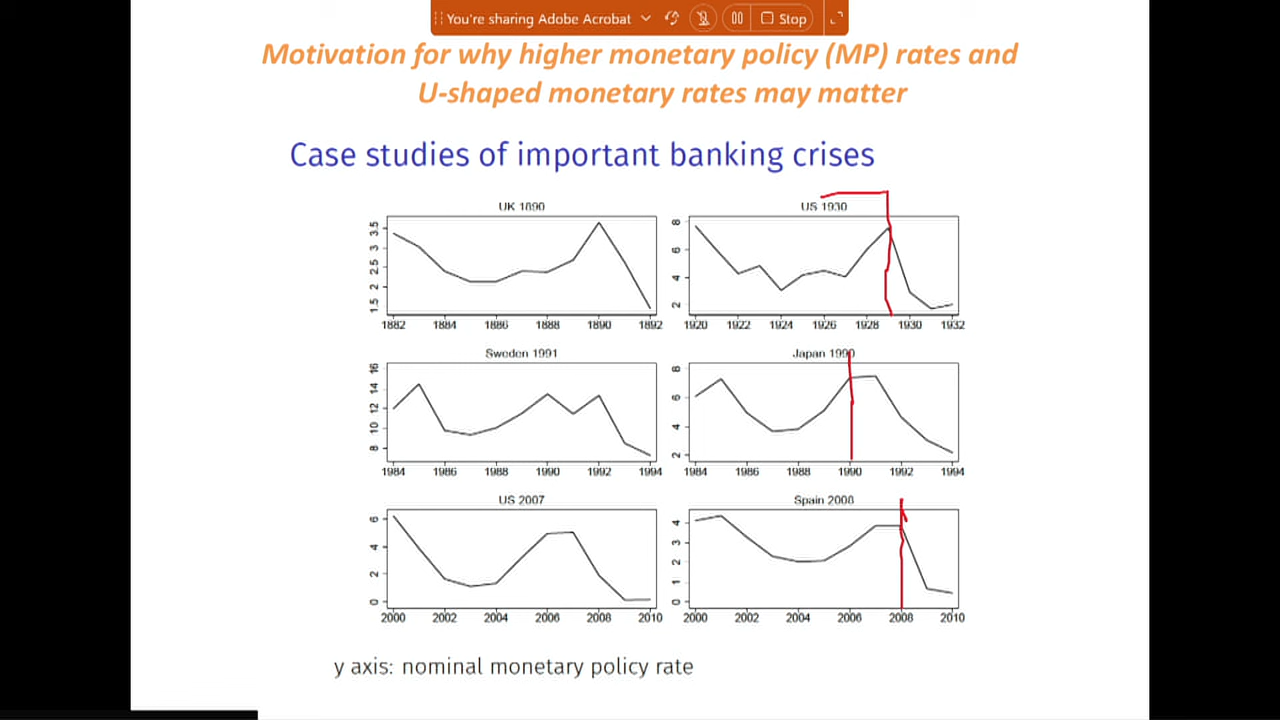 You're sharing Adobe Acrobat
Stop
Motivation for why higher monetary policy (MP) rates and
U-shaped monetary rates may matter
Case studies of important banking crises
UK 1890
3.5
3
2.5
2
1.5
1882 1884 1886 1888 1890 1892
US 1930
8
6
4
2
1920 1922 1924 1926 1928 1930 1932
Sweden 1991
16
14
12
10
8
1984 1986 1988 1990 1992 1994
Japan 1990
8
6
4
2
1984 1986 1988 1990 1992 1994
US 2007
6
4
2
0
2000 2002 2004 2006 2008 2010
Spain 2008
4
3
2
1
0
2000 2002 2004 2006 2008 2010
y axis: nominal monetary policy rate